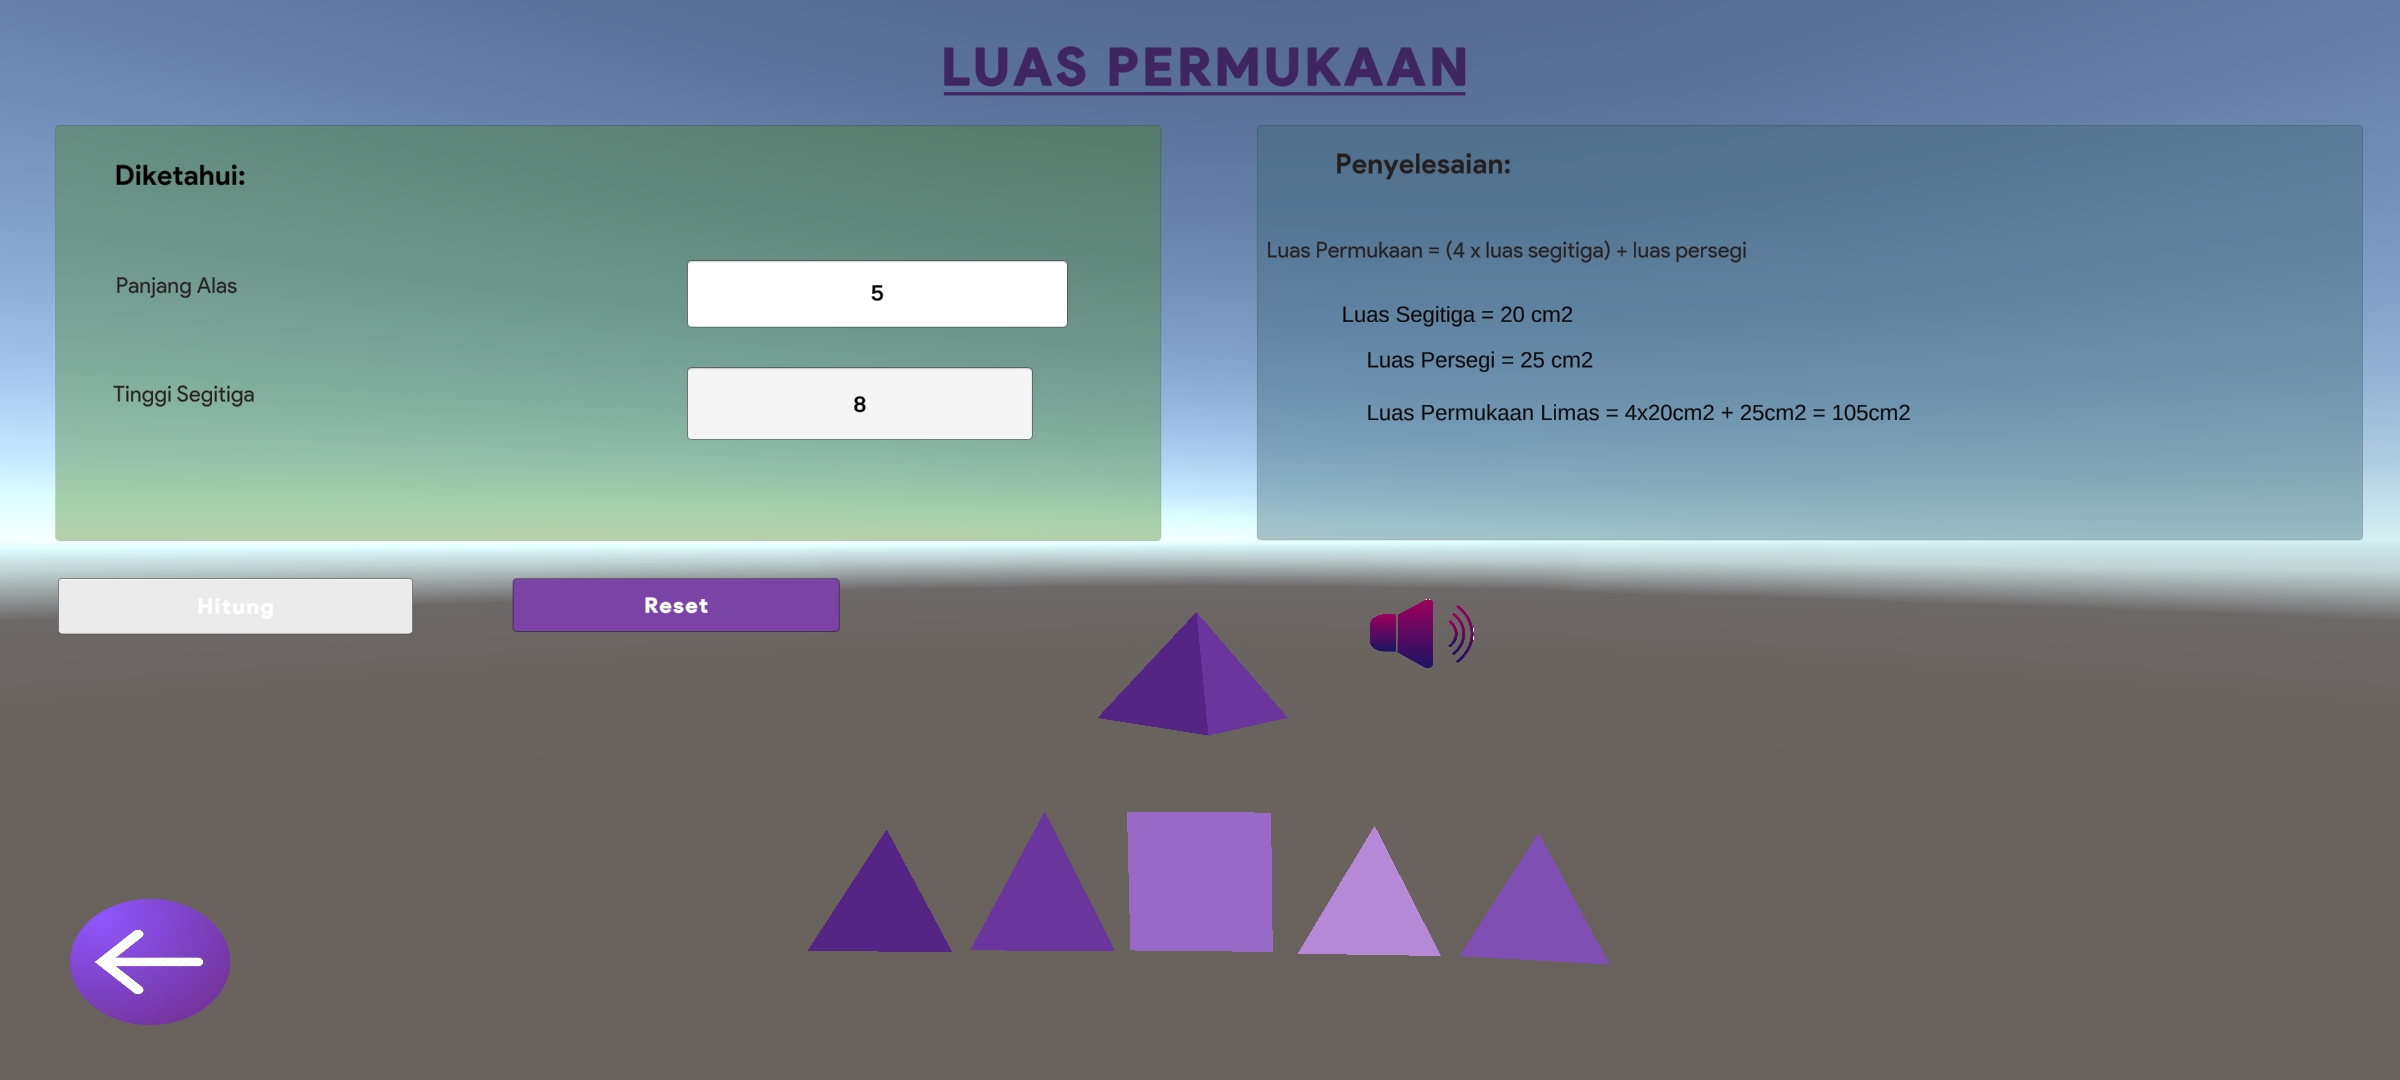 LUAS PERMUKAAN
Diketahui:
Panjang Alas
5
Tinggi Segitiga
8
Penyelesaian:
Luas Permukaan = (4 x luas segitiga) + luas persegi
Luas Segitiga = 20 cm2
Luas Persegi = 25 cm2
Luas Permukaan Limas = 4x20cm2 + 25cm2 = 105cm2
Hitung
Reset